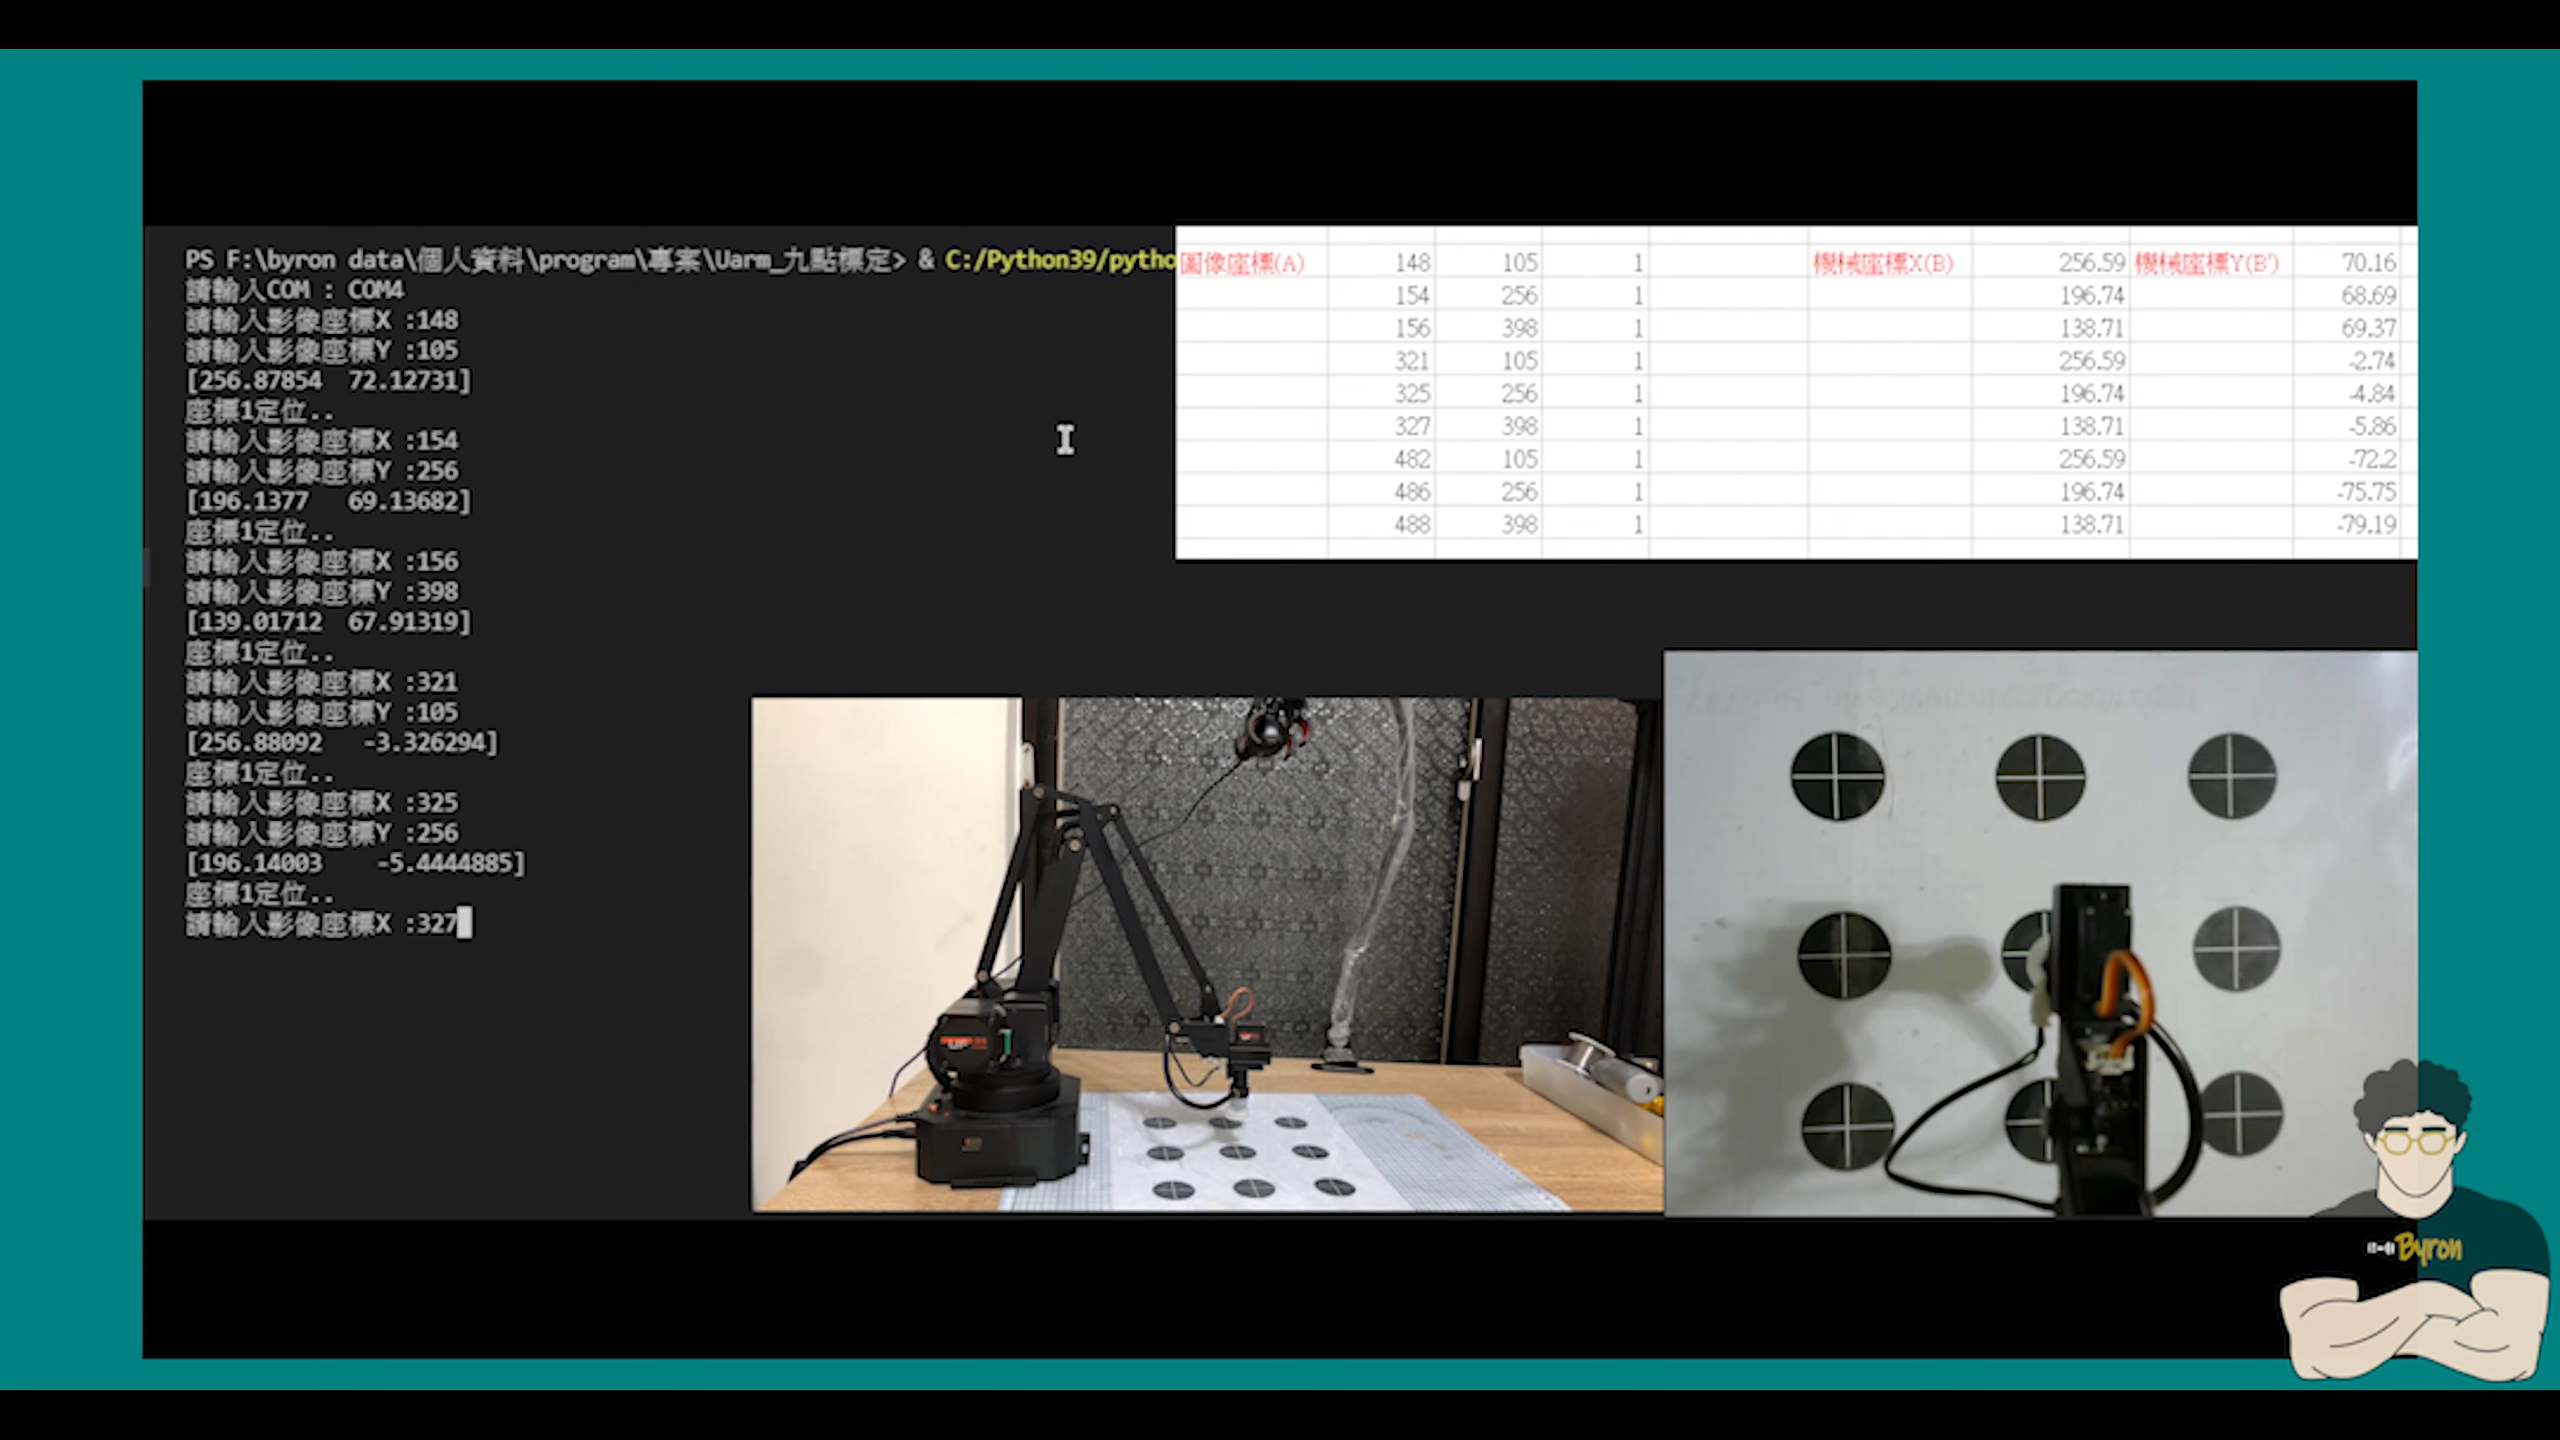 PS F:\byron data\個人資料\program\專案\Uarm_九點標定> & C:/Python39/pytho
請輸入COM : COM4
請輸入影像座標X :148
請輸入影像座標Y :105
[256.87854  72.12731]
座標1定位..
請輸入影像座標X :154
請輸入影像座標Y :256
[196.1377   69.13682]
座標1定位..
請輸入影像座標X :156
請輸入影像座標Y :398
[139.01712  67.91319]
座標1定位..
請輸入影像座標X :321
請輸入影像座標Y :105
[256.88092   -3.326294]
座標1定位..
請輸入影像座標X :325
請輸入影像座標Y :256
[196.14003    -5.4444885]
座標1定位..
請輸入影像座標X :327
圖像座標(A) 148 105 1 機械座標X(B) 256.59 機械座標Y(B') 70.16
154 256 1 196.74 68.69
156 398 1 138.71 69.37
321 105 1 256.59 -2.74
325 256 1 196.74 -4.84
327 398 1 138.71 -5.86
482 105 1 256.59 -72.2
486 256 1 196.74 -75.75
488 398 1 138.71 -79.19
Byron